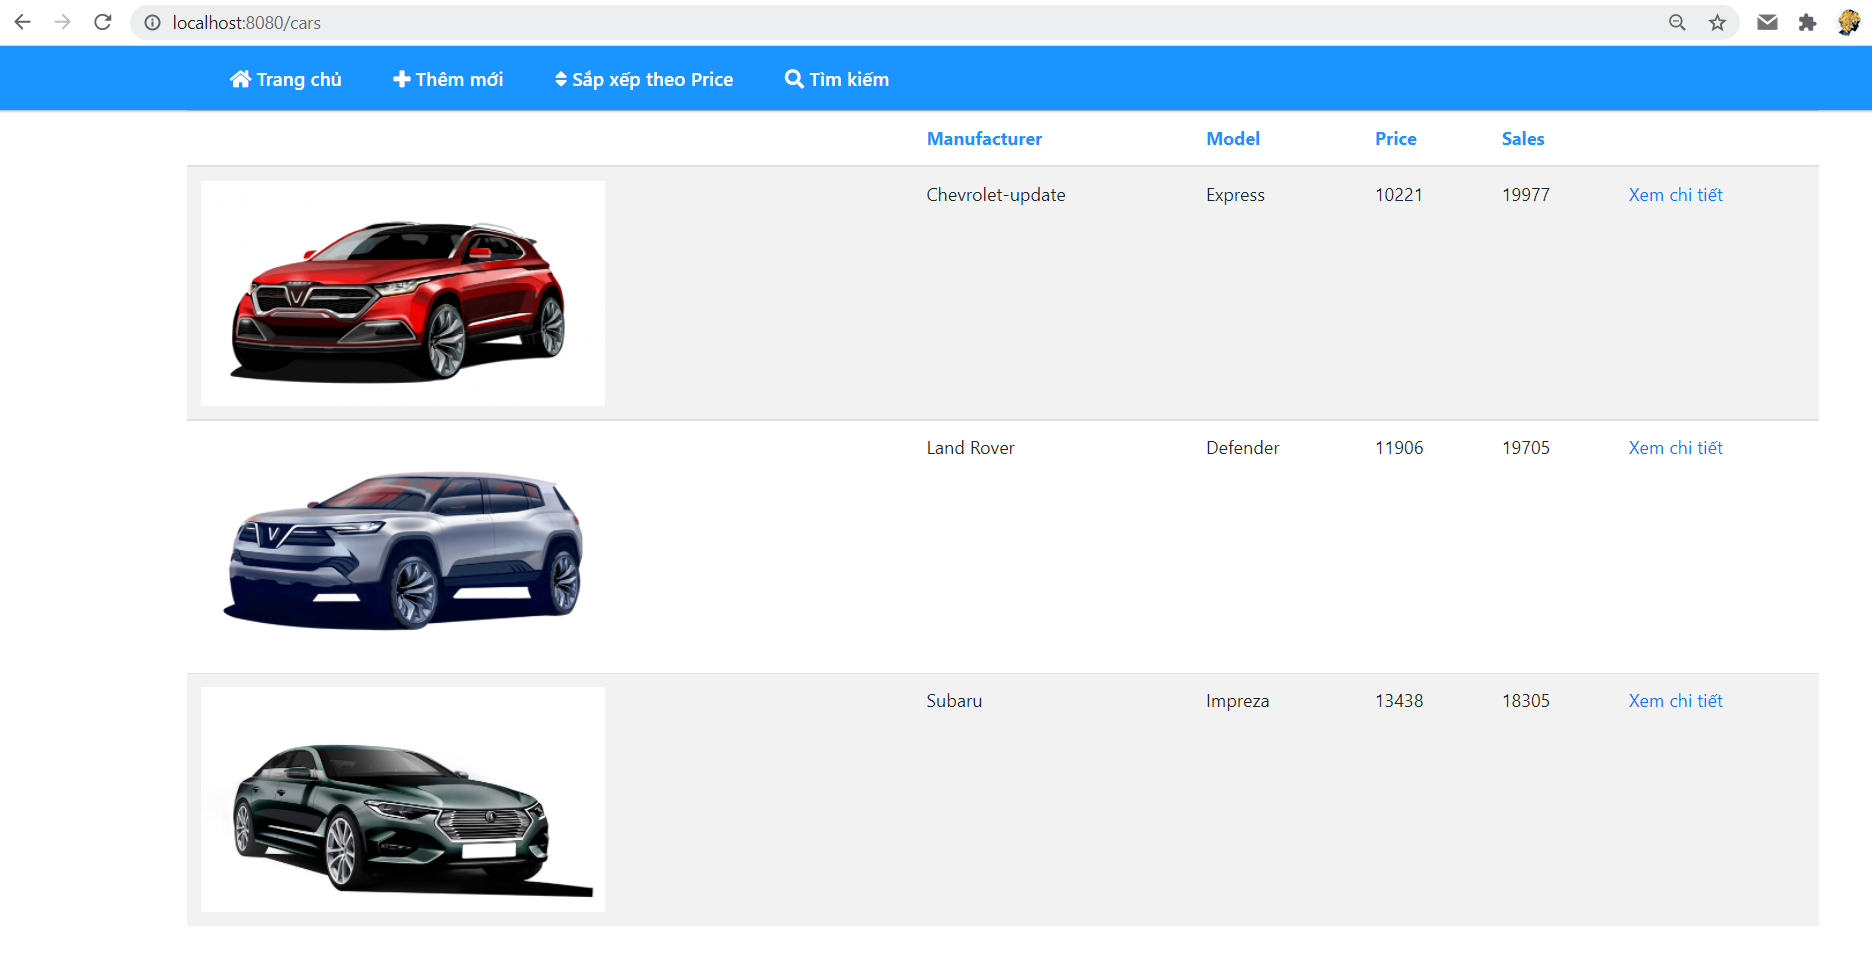 localhost:8080/cars
Trang chủ Thêm mới Sắp xếp theo Price Tìm kiếm
Manufacturer Model Price Sales
Chevrolet-update Express 10221 19977 Xem chi tiết
Land Rover Defender 11906 19705 Xem chi tiết
Subaru Impreza 13438 18305 Xem chi tiết